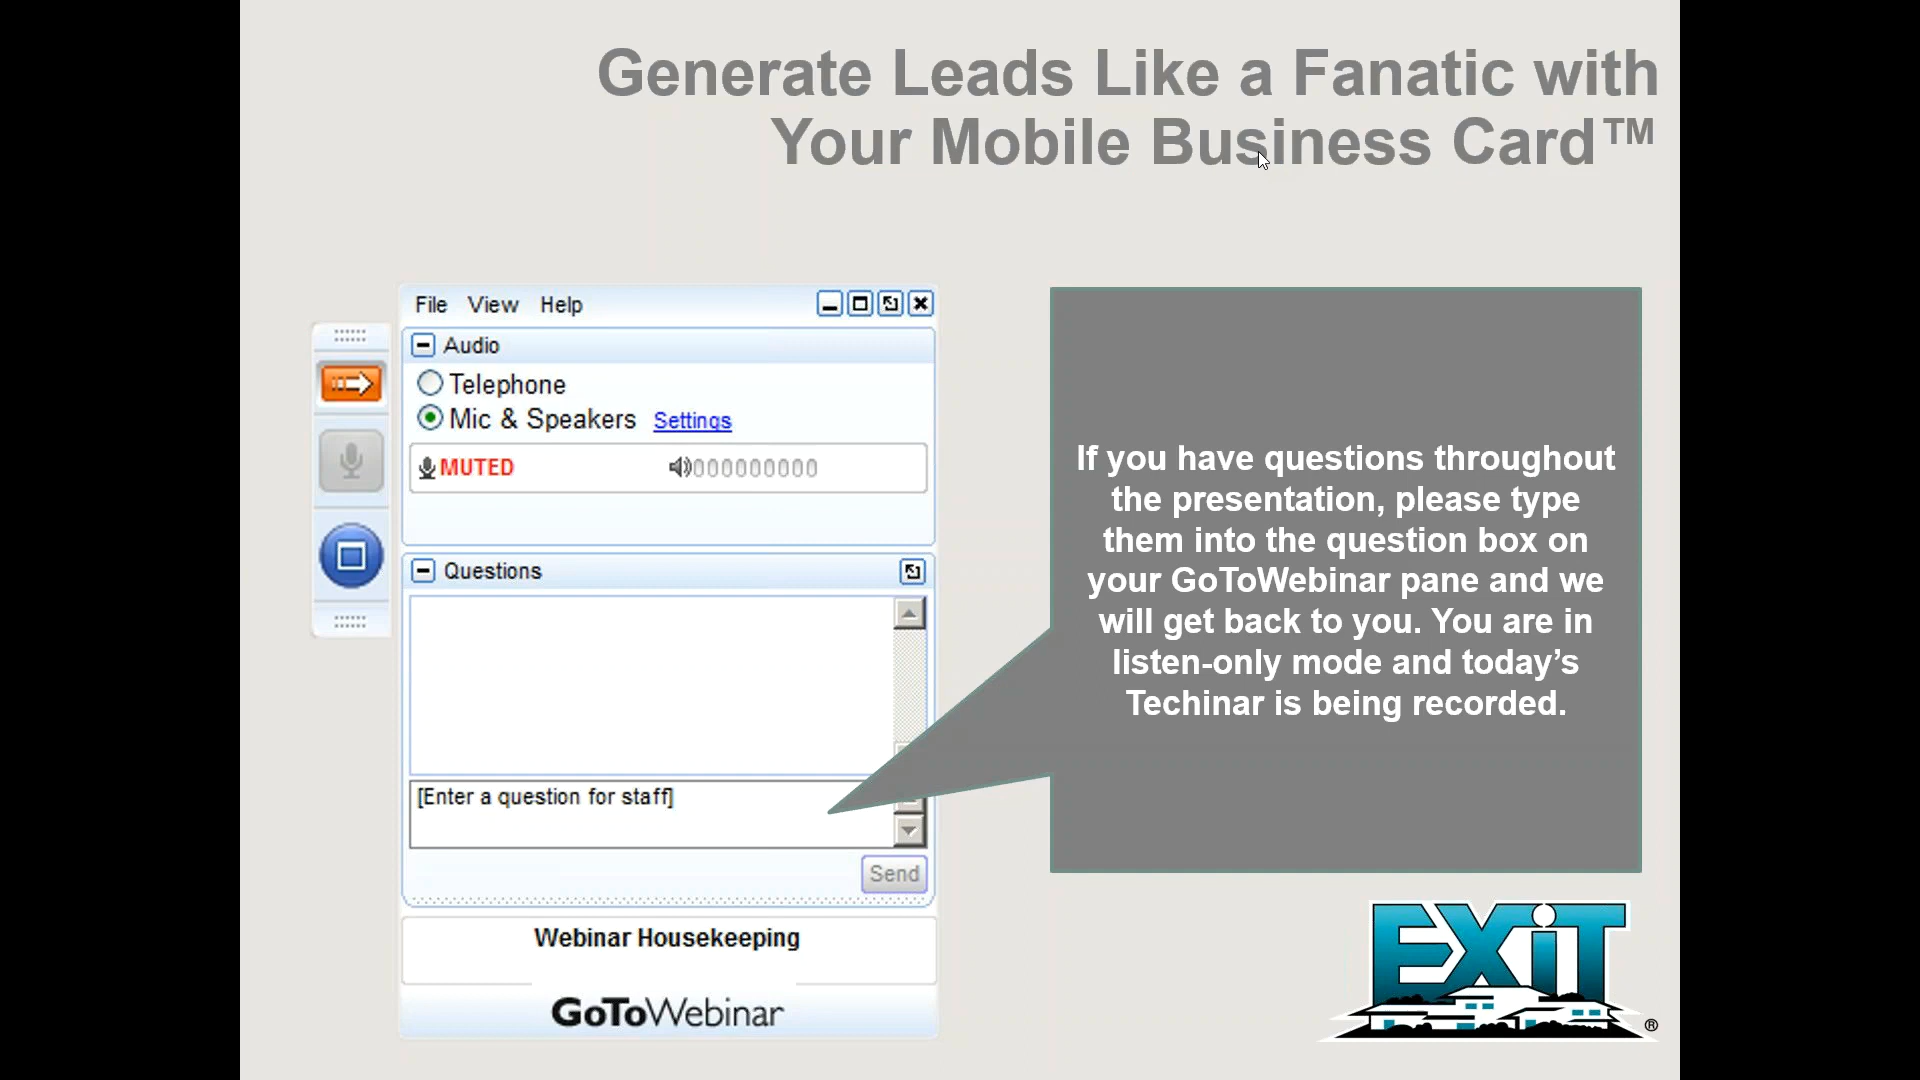 Generate Leads Like a Fanatic with
Your Mobile Business Card™
File View Help
Audio
Telephone
Mic & Speakers Settings
MUTED
Questions
[Enter a question for staff]
Send
Webinar Housekeeping
GoToWebinar
If you have questions throughout
the presentation, please type
them into the question box on
your GoToWebinar pane and we
will get back to you. You are in
listen-only mode and today’s
Techinar is being recorded.
EXiT
®